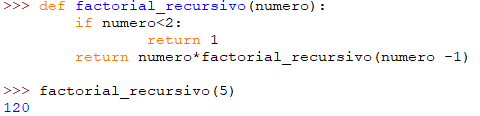 >>> def factorial_recursivo(numero):
        if numero<2:
                return 1
        return numero*factorial_recursivo(numero -1)
>>> factorial_recursivo(5)
120